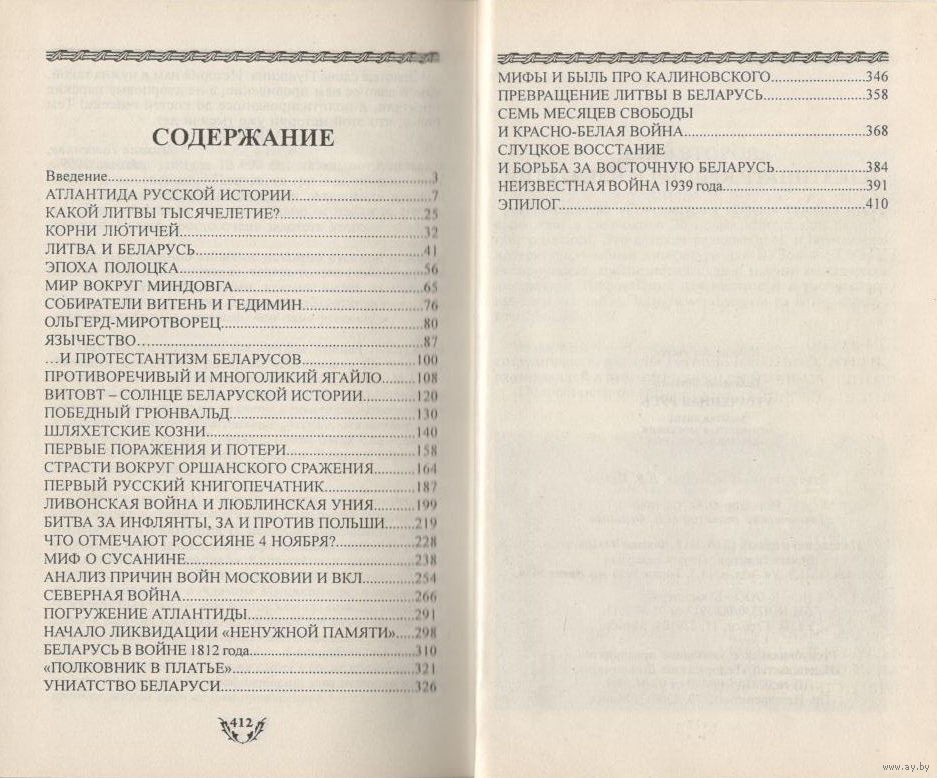 СОДЕРЖАНИЕ
Введение..........3
АТЛАНТИДА РУССКОЙ ИСТОРИИ..........7
КАКОЙ ЛИТВЫ ТЫСЯЧЕЛЕТИЕ?..........25
КОРНИ ЛЮТИЧЕЙ..........32
ЛИТВА И БЕЛАРУСЬ..........41
ЭПОХА ПОЛОЦКА..........56
МИР ВОКРУГ МИНДОВГА..........65
СОБИРАТЕЛИ ВИТЕНЬ И ГЕДИМИН..........76
ОЛЬГЕРД-МИРОТВОРЕЦ..........80
ЯЗЫЧЕСТВО..........87
...И ПРОТЕСТАНТИЗМ БЕЛАРУСОВ..........100
ПРОТИВОРЕЧИВЫЙ И МНОГОЛИКИЙ ЯГАЙЛО..........108
ВИТОВТ – СОЛНЦЕ БЕЛАРУСКОЙ ИСТОРИИ..........120
ПОБЕДНЫЙ ГРЮНВАЛЬД..........130
ШЛЯХЕТСКИЕ КОЗНИ..........140
ПЕРВЫЕ ПОРАЖЕНИЯ И ПОТЕРИ..........158
СТРАСТИ ВОКРУГ ОРШАНСКОГО СРАЖЕНИЯ..........164
ПЕРВЫЙ РУССКИЙ КНИГОПЕЧАТНИК..........187
ЛИВОНСКАЯ ВОЙНА И ЛЮБЛИНСКАЯ УНИЯ..........199
БИТВА ЗА ИНФЛЯНТЫ, ЗА И ПРОТИВ ПОЛЬШИ..........219
ЧТО ОТМЕЧАЮТ РОССИЯНЕ 4 НОЯБРЯ?..........228
МИФ О СУСАНИНЕ..........238
АНАЛИЗ ПРИЧИН ВОЙН МОСКОВИИ И ВКЛ..........254
СЕВЕРНАЯ ВОЙНА..........266
ПОГРУЖЕНИЕ АТЛАНТИДЫ..........291
НАЧАЛО ЛИКВИДАЦИИ «НЕНУЖНОЙ ПАМЯТИ»..........298
БЕЛАРУСЬ В ВОЙНЕ 1812 года..........310
«ПОЛКОВНИК В ПЛАТЬЕ»..........321
УНИАТСТВО БЕЛАРУСИ..........326
412
МИФЫ И БЫЛЬ ПРО КАЛИНОВСКОГО..........346
ПРЕВРАЩЕНИЕ ЛИТВЫ В БЕЛАРУСЬ..........358
СЕМЬ МЕСЯЦЕВ СВОБОДЫ
И КРАСНО-БЕЛАЯ ВОЙНА..........368
СЛУЦКОЕ ВОССТАНИЕ
И БОРЬБА ЗА ВОСТОЧНУЮ БЕЛАРУСЬ..........384
НЕИЗВЕСТНАЯ ВОЙНА 1939 года..........391
ЭПИЛОГ..........410
www.ay.by